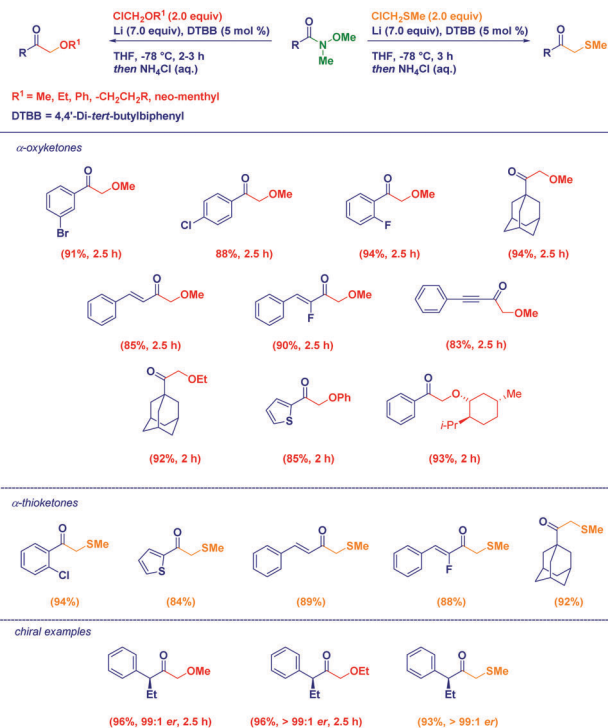 ClCH2OR1 (2.0 equiv)
Li (7.0 equiv), DTBB (5 mol %)
THF, -78 °C, 2-3 h
then NH4Cl (aq.)
O
R
OR1
O
R
N
OMe
Me
ClCH2SMe (2.0 equiv)
Li (7.0 equiv), DTBB (5 mol %)
THF, -78 °C, 3 h
then NH4Cl (aq.)
O
R
SMe
R1 = Me, Et, Ph, -CH2CH2R, neo-menthyl
DTBB = 4,4'-Di-tert-butylbiphenyl
α-oxyketones
O
OMe
Br
(91%, 2.5 h)
O
OMe
Cl
88%, 2.5 h)
O
OMe
F
(94%, 2.5 h)
O
OMe
(94%, 2.5 h)
O
OMe
(85%, 2.5 h)
O
OMe
F
(90%, 2.5 h)
O
OMe
(83%, 2.5 h)
O
OEt
(92%, 2 h)
O
OPh
S
(85%, 2 h)
O
O
Me
i-Pr
(93%, 2 h)
α-thioketones
O
SMe
Cl
(94%)
O
SMe
S
(84%)
O
SMe
(89%)
O
SMe
F
(88%)
O
SMe
(92%)
chiral examples
O
OMe
Et
(96%, 99:1 er, 2.5 h)
O
OEt
Et
(96%, > 99:1 er, 2.5 h)
O
SMe
Et
(93%, > 99:1 er)